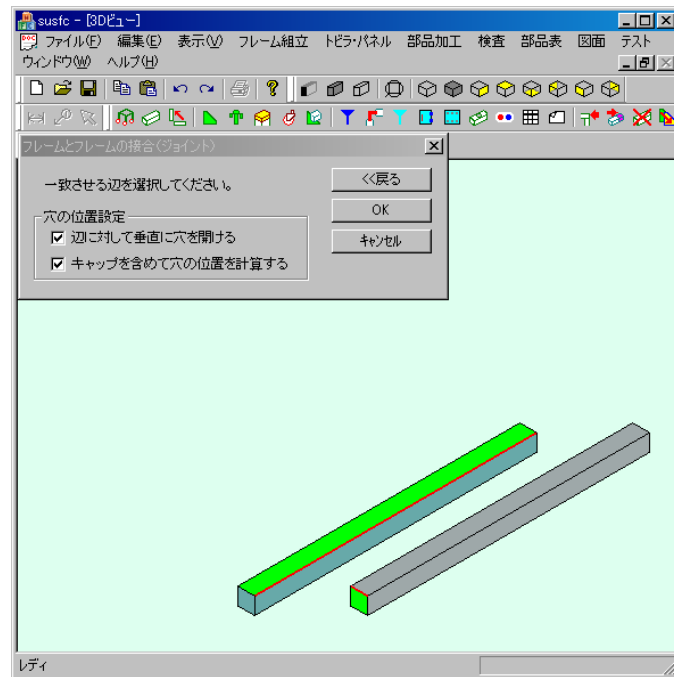 susfc - [3Dビュー]
ファイル(F) 編集(E) 表示(V) フレーム組立 トビラ・パネル 部品加工 検査 部品表 図面 テスト
ウィンドウ(W) ヘルプ(H)
フレームとフレームの接合(ジョイント)
一致させる辺を選択してください。
<<戻る
穴の位置設定
OK
辺に対して垂直に穴を開ける
キャンセル
キャップを含めて穴の位置を計算する
レディ